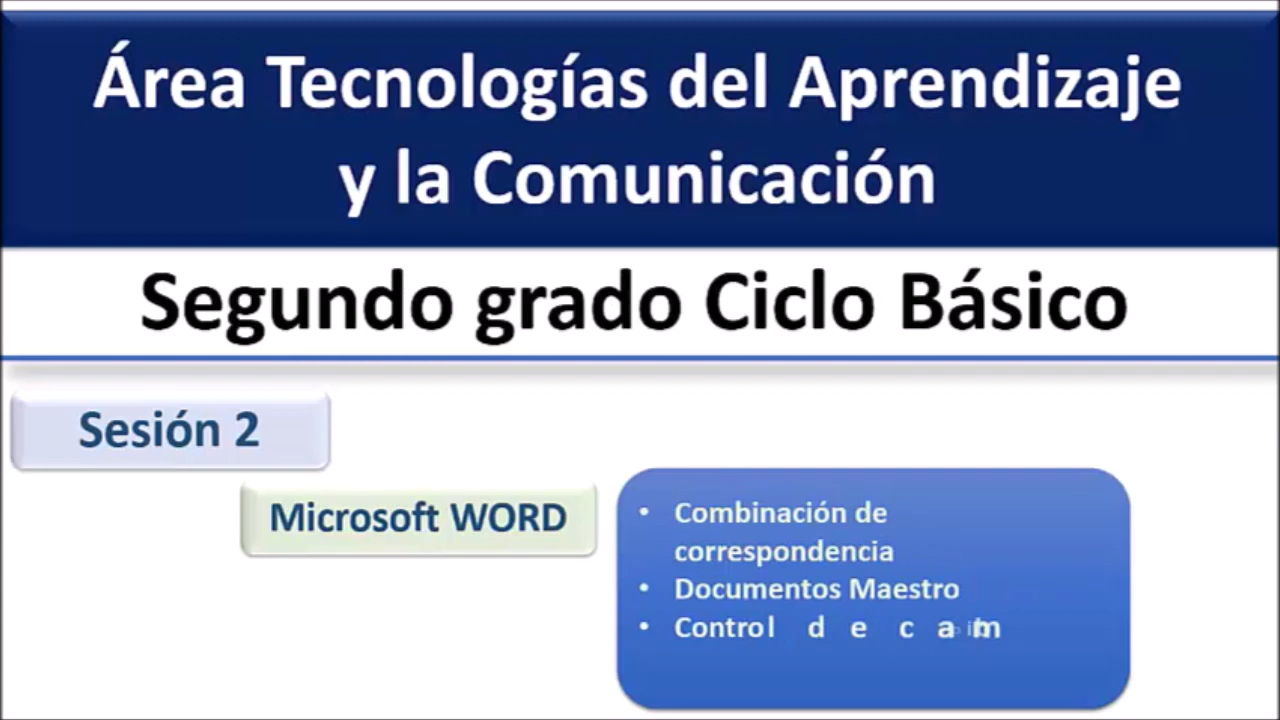 Área Tecnologías del Aprendizaje
y la Comunicación
Segundo grado Ciclo Básico
Sesión 2
Microsoft WORD
• Combinación de
correspondencia
• Documentos Maestro
• Control de